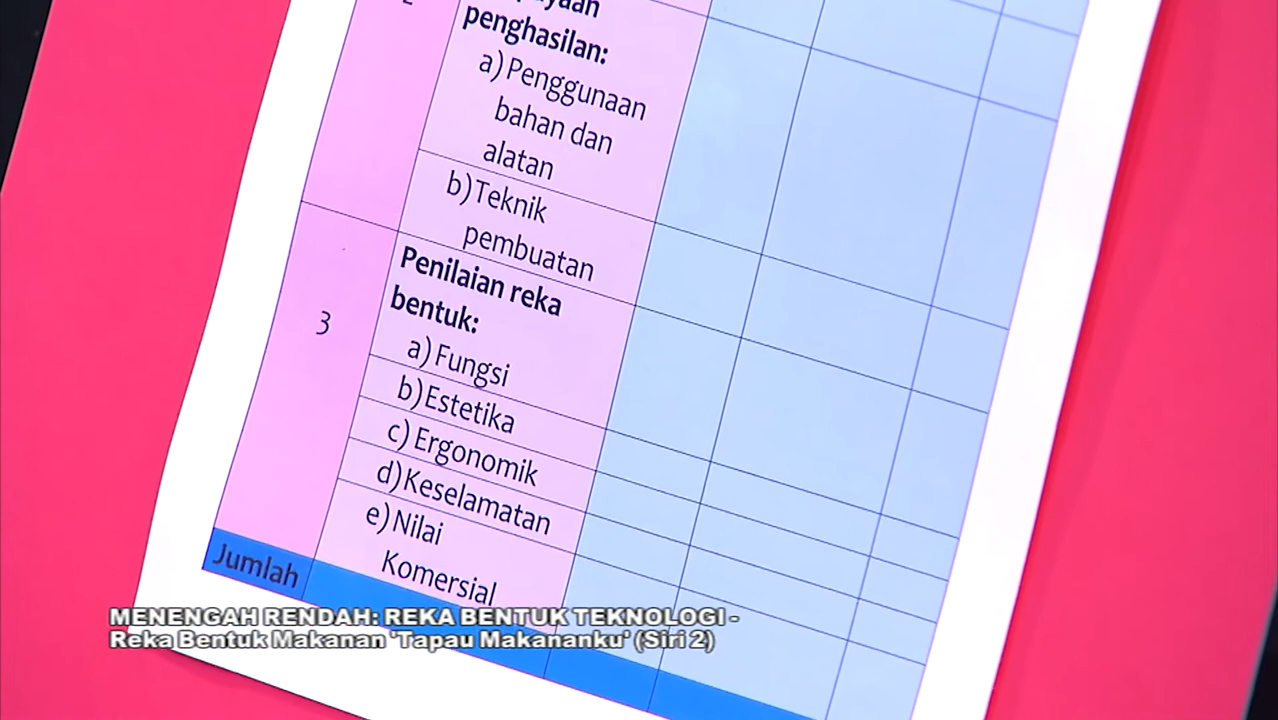 penghasilan:
a) Penggunaan
bahan dan
alatan
b) Teknik
pembuatan
3
Penilaian reka
bentuk:
a) Fungsi
b) Estetika
c) Ergonomik
d) Keselamatan
e) Nilai
Komersial
Jumlah
MENENGAH RENDAH: REKA BENTUK TEKNOLOGI -
Reka Bentuk Makanan 'Tapau Makananku' (Siri 2)